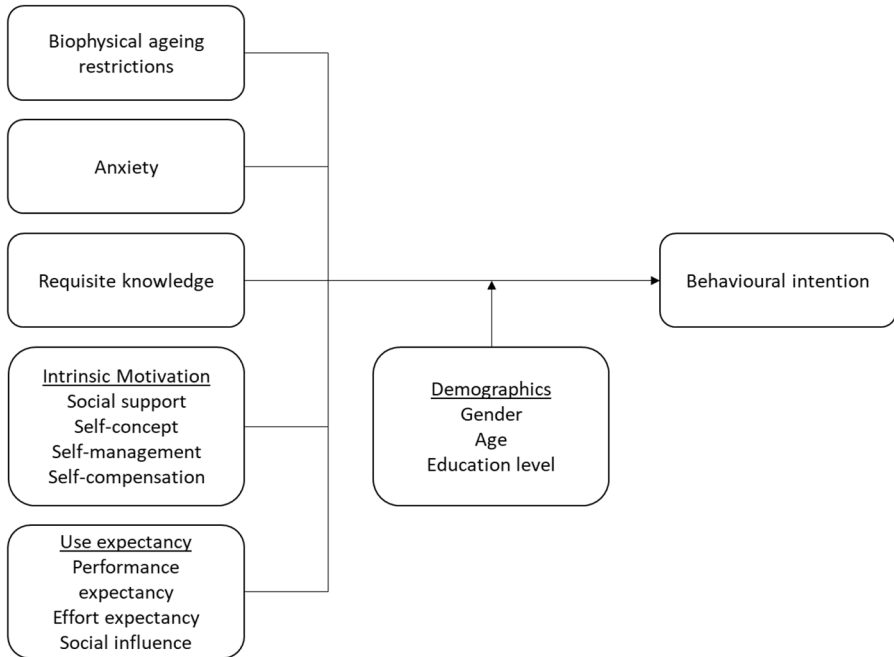 Biophysical ageing
restrictions
Anxiety
Requisite knowledge
Behavioural intention
Intrinsic Motivation
Social support
Self-concept
Self-management
Self-compensation
Demographics
Gender
Age
Education level
Use expectancy
Performance
expectancy
Effort expectancy
Social influence